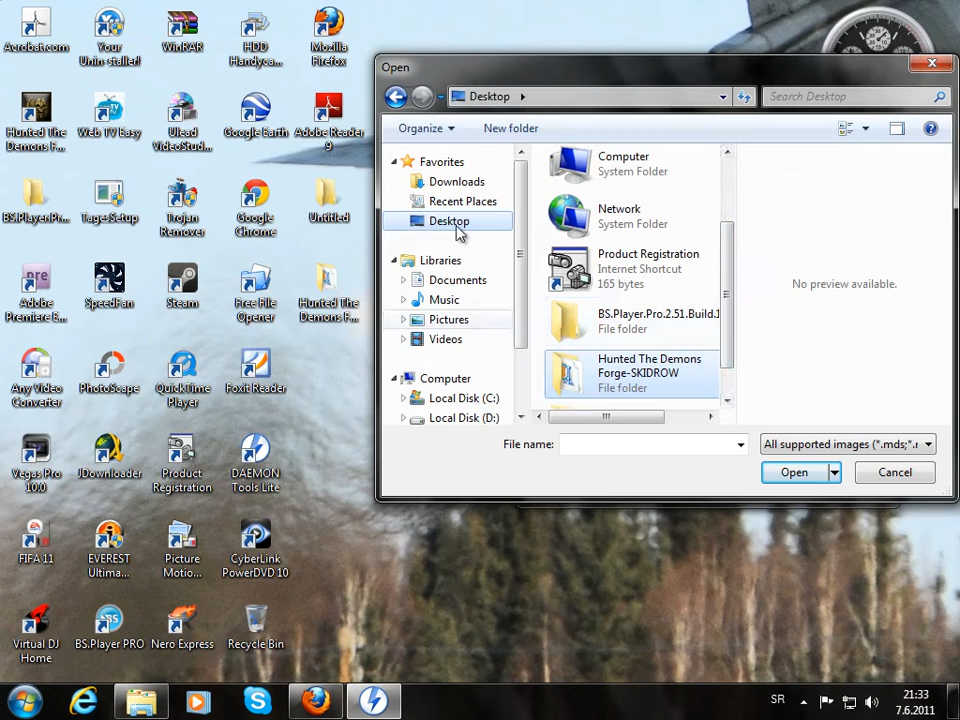 Acrobat.com
Your
Unin-staller!
WinRAR
HDD
Handyca...
Mozilla
Firefox
Hunted The
Demons F...
Web TV Easy
Ulead
VideoStud...
Google Earth
Adobe Reader
9
BS.Player.Pr...
TagesSetup
Trojan
Remover
Google
Chrome
Untitled
Adobe
Premiere E...
SpeedFan
Steam
Free File
Opener
Hunted The
Demons F...
Any Video
Converter
PhotoScape
QuickTime
Player
Foxit Reader
Vegas Pro
10.0
JDownloader
Product
Registration
DAEMON
Tools Lite
FIFA 11
EVEREST
Ultima...
Picture
Motio...
CyberLink
PowerDVD 10
Virtual DJ
Home
BS.Player PRO
Nero Express
Recycle Bin
Open
Desktop
Search Desktop
Organize
New folder
Favorites
Downloads
Recent Places
Desktop
Libraries
Documents
Music
Pictures
Videos
Computer
Local Disk (C:)
Local Disk (D:)
Computer
System Folder
Network
System Folder
Product Registration
Internet Shortcut
165 bytes
BS.Player.Pro.2.51.Build.1
File folder
Hunted The Demons
Forge-SKIDROW
File folder
No preview available.
File name:
All supported images (*.mds;*.r
Open
Cancel
SR
21:33
7.6.2011